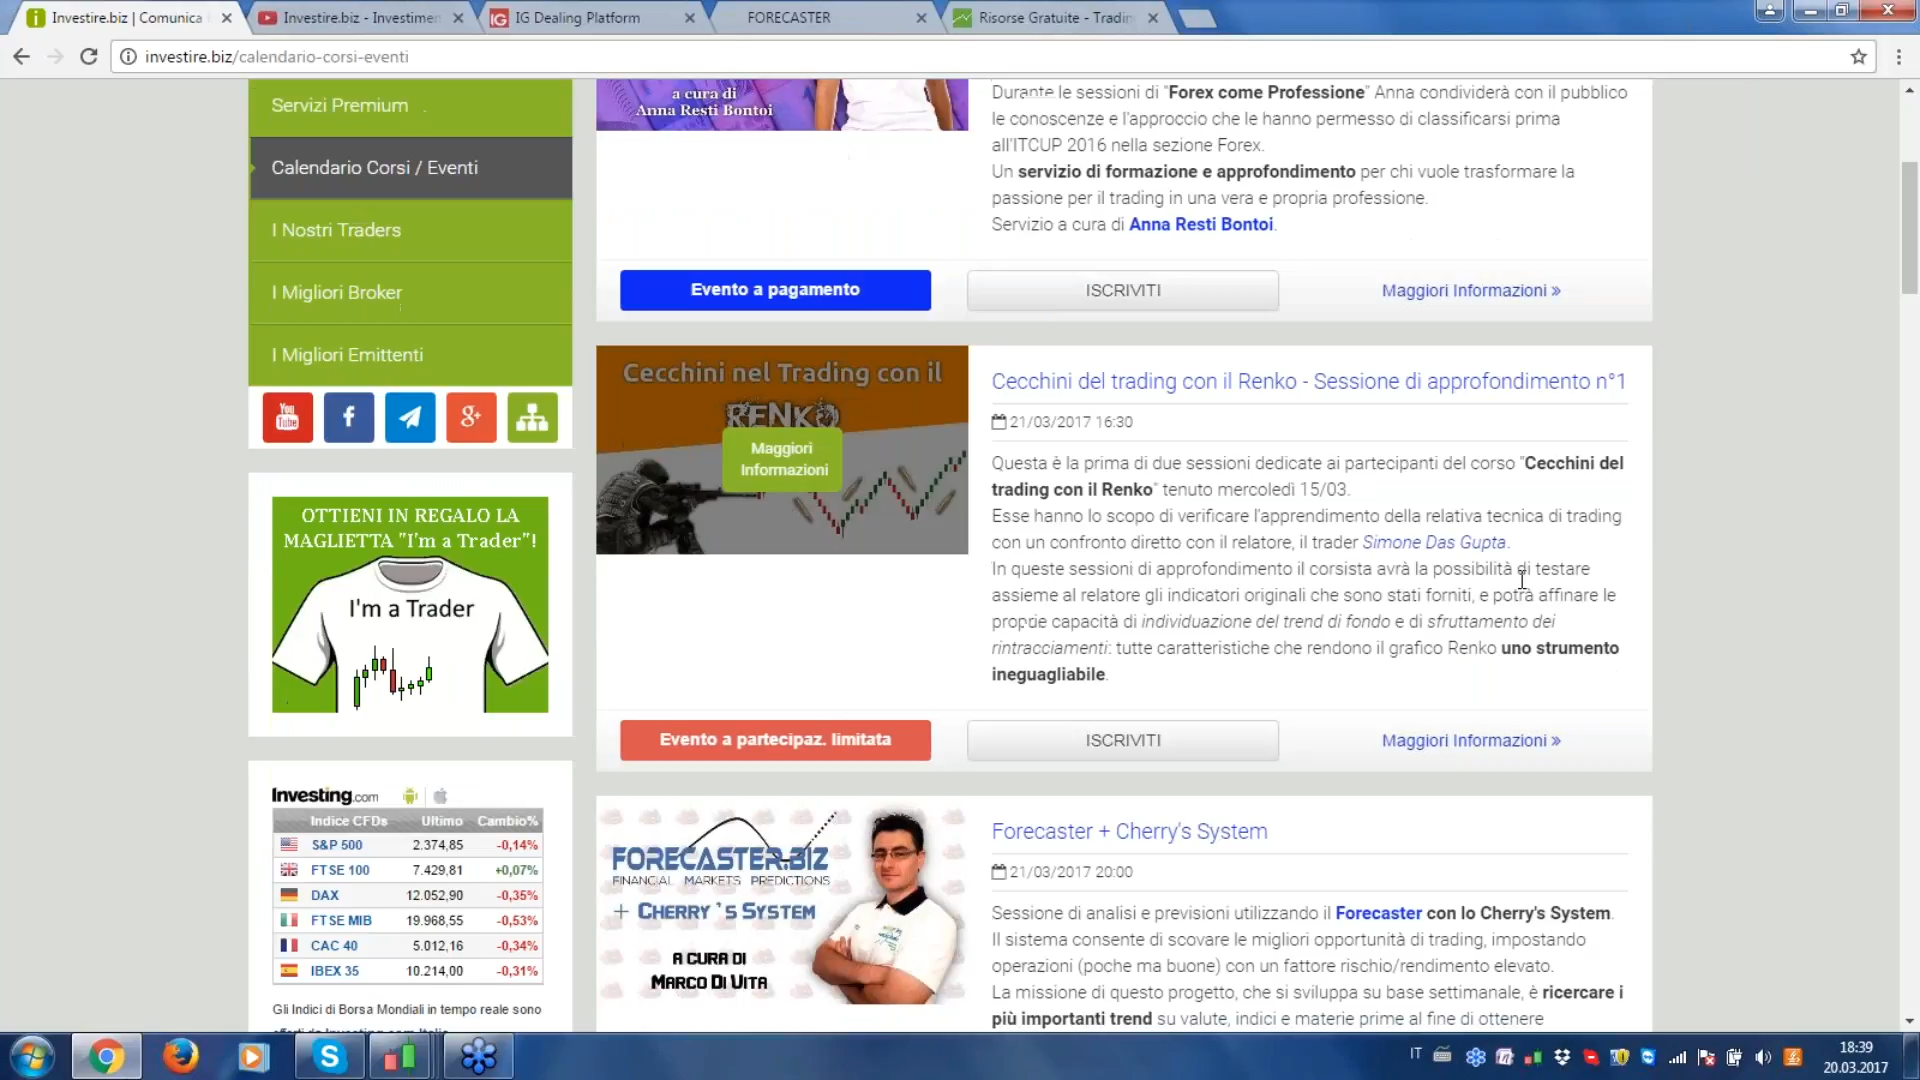 Investire.biz | Comunica
Investire.biz - Investimen
IG Dealing Platform
FORECASTER
Risorse Gratuite - Tradin
investire.biz/calendario-corsi-eventi
Servizi Premium
Calendario Corsi / Eventi
I Nostri Traders
I Migliori Broker
I Migliori Emittenti
You
Tube
f
g+
OTTIENI IN REGALO LA
MAGLIETTA "I'm a Trader"!
I'm a Trader
Investing.com
Indice CFDs Ultimo Cambio%
S&P 500 2.374,85 -0,14%
FTSE 100 7.429,81 +0,07%
DAX 12.052,90 -0,35%
FTSE MIB 19.968,55 -0,53%
CAC 40 5.012,16 -0,34%
IBEX 35 10.214,00 -0,31%
Gli Indici di Borsa Mondiali in tempo reale sono
a cura di
Anna Resti Bontoi
Durante le sessioni di "Forex come Professione" Anna condividerà con il pubblico
le conoscenze e l'approccio che le hanno permesso di classificarsi prima
all'ITCUP 2016 nella sezione Forex.
Un servizio di formazione e approfondimento per chi vuole trasformare la
passione per il trading in una vera e propria professione.
Servizio a cura di Anna Resti Bontoi.
Evento a pagamento
ISCRIVITI
Maggiori Informazioni »
Cecchini nel Trading con il
RENKO
Maggiori
Informazioni
Cecchini del trading con il Renko - Sessione di approfondimento n°1
21/03/2017 16:30
Questa è la prima di due sessioni dedicate ai partecipanti del corso "Cecchini del
trading con il Renko" tenuto mercoledì 15/03.
Esse hanno lo scopo di verificare l'apprendimento della relativa tecnica di trading
con un confronto diretto con il relatore, il trader Simone Das Gupta.
In queste sessioni di approfondimento il corsista avrà la possibilità di testare
assieme al relatore gli indicatori originali che sono stati forniti, e potrà affinare le
proprie capacità di individuazione del trend di fondo e di sfruttamento dei
rintracciamenti: tutte caratteristiche che rendono il grafico Renko uno strumento
ineguagliabile.
Evento a partecipaz. limitata
ISCRIVITI
Maggiori Informazioni »
FORECASTER.BIZ
FINANCIAL MARKETS PREDICTIONS
+ CHERRY'S SYSTEM
A CURA DI
MARCO DI VITA
Forecaster + Cherry's System
21/03/2017 20:00
Sessione di analisi e previsioni utilizzando il Forecaster con lo Cherry's System.
Il sistema consente di scovare le migliori opportunità di trading, impostando
operazioni (poche ma buone) con un fattore rischio/rendimento elevato.
La missione di questo progetto, che si sviluppa su base settimanale, è ricercare i
più importanti trend su valute, indici e materie prime al fine di ottenere
IT
18:39
20.03.2017